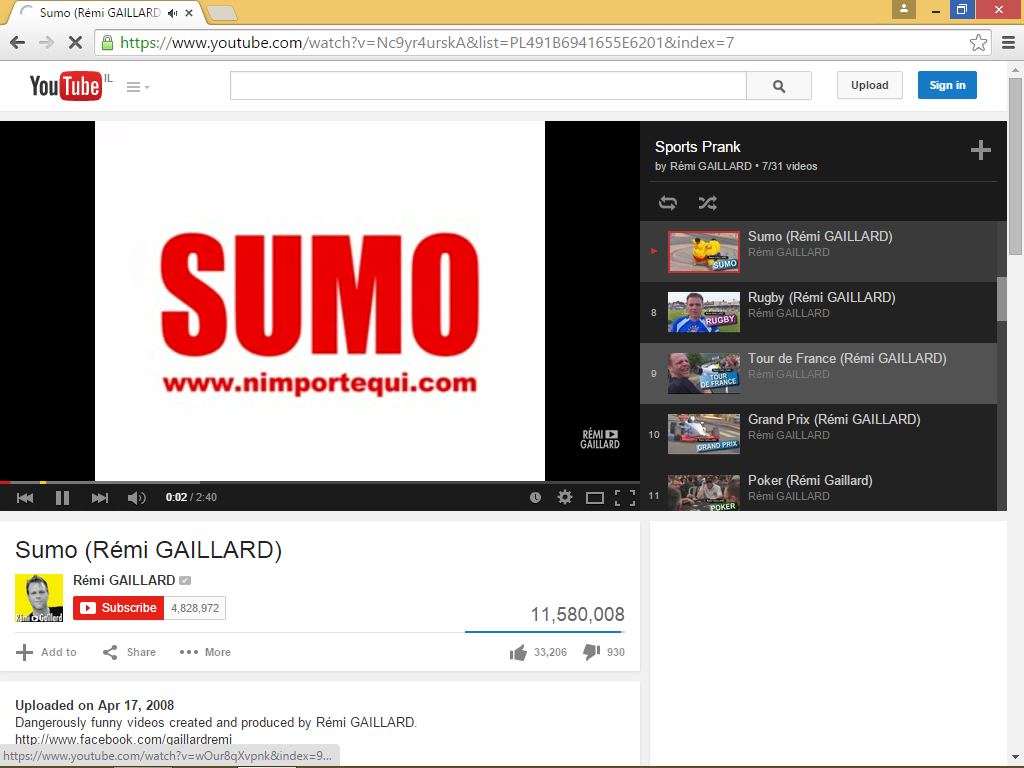 Sumo (Rémi GAILLARD)
https://www.youtube.com/watch?v=Nc9yr4urskA&list=PL491B6941655E6201&index=7
YouTube IL
Upload
Sign in
SUMO
www.nimportequi.com
RÉMI
GAILLARD
0:02 / 2:40
Sports Prank
by Rémi GAILLARD • 7/31 videos
Sumo (Rémi GAILLARD)
Rémi GAILLARD
SUMO
8
Rugby (Rémi GAILLARD)
Rémi GAILLARD
RUGBY
9
Tour de France (Rémi GAILLARD)
Rémi GAILLARD
TOUR
DE FRANCE
10
Grand Prix (Rémi GAILLARD)
Rémi GAILLARD
GRAND PRIX
11
Poker (Rémi Gaillard)
Rémi GAILLARD
POKER
Sumo (Rémi GAILLARD)
Rémi GAILLARD
Rémi Gaillard
Subscribe 4,828,972
11,580,008
Add to Share More 33,206 930
Uploaded on Apr 17, 2008
Dangerously funny videos created and produced by Rémi GAILLARD.
http://www.facebook.com/gaillardremi
https://www.youtube.com/watch?v=wOur8qXvpnk&index=9...